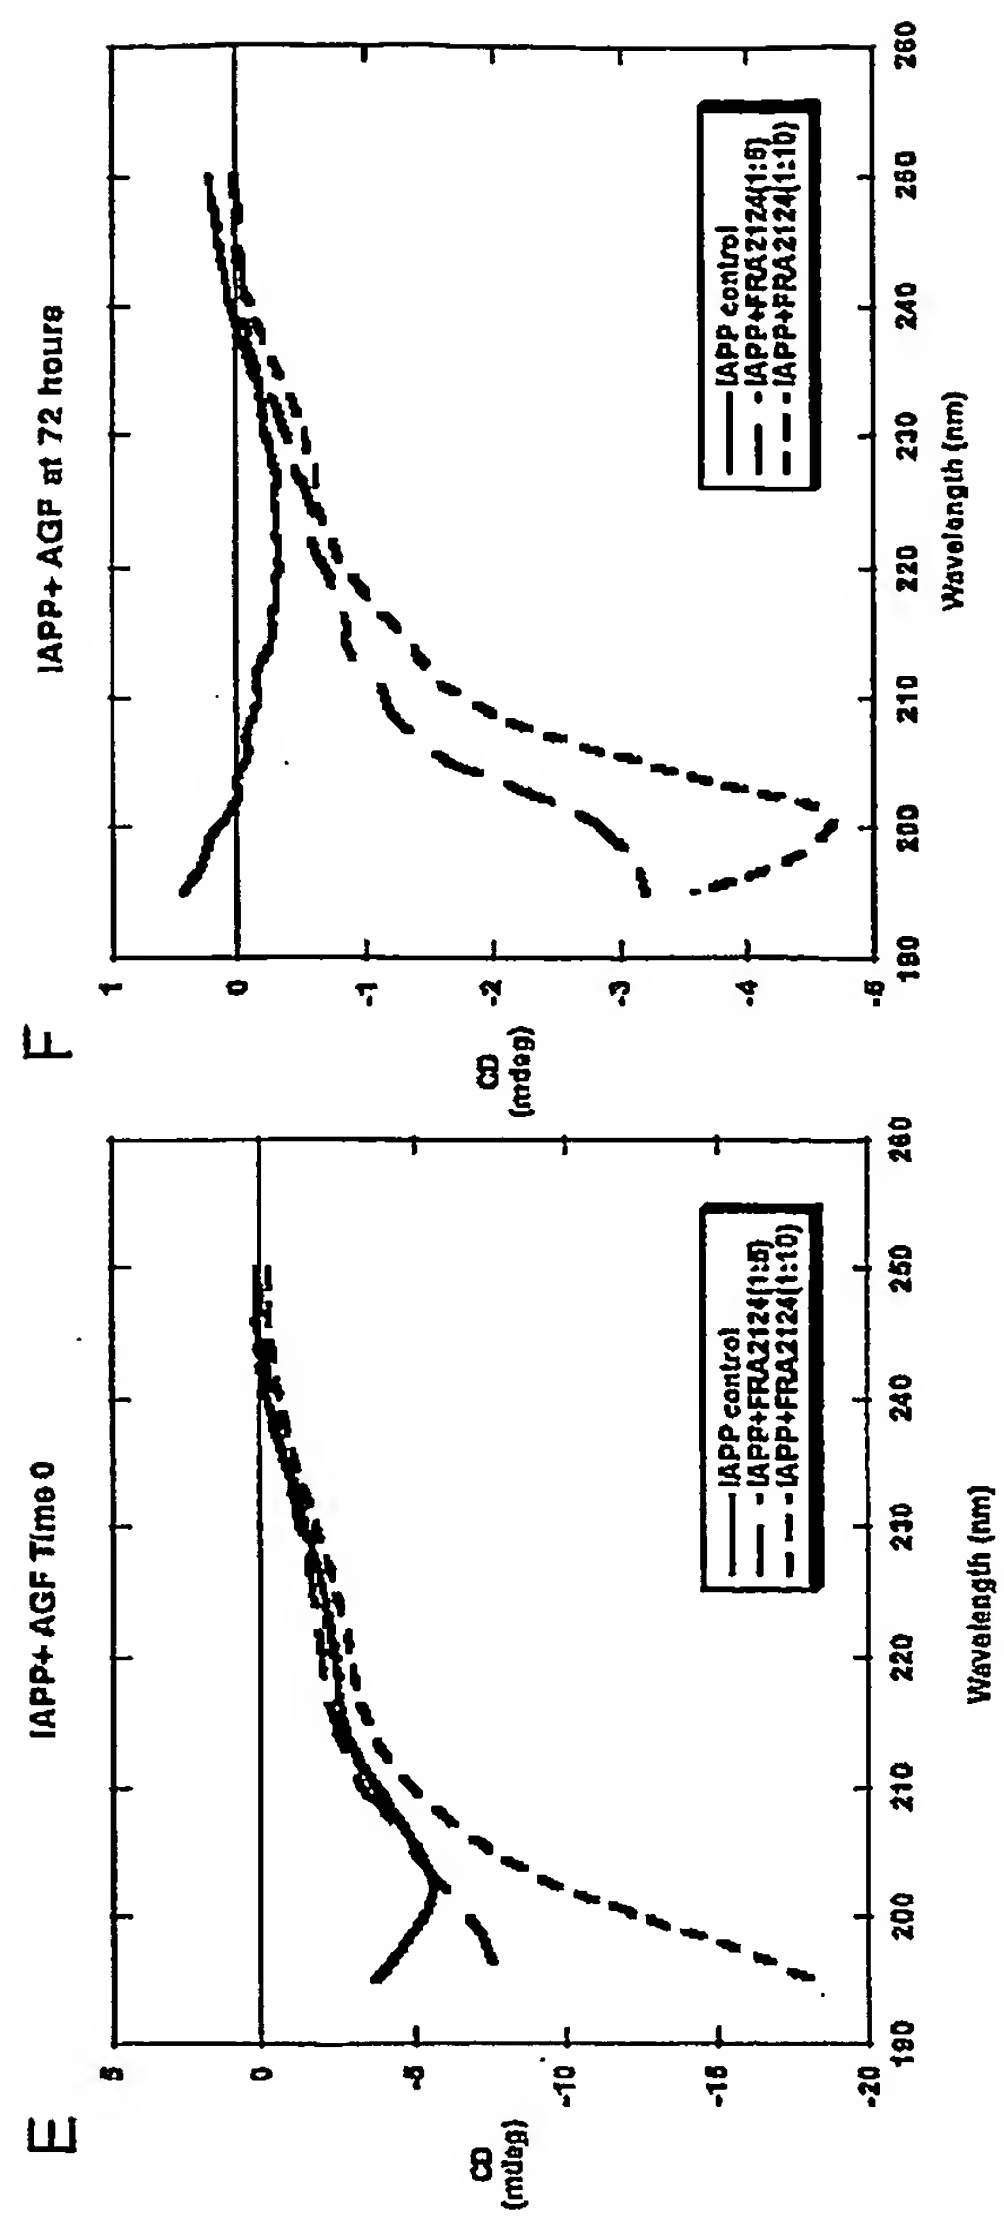 E
IAPP+ AGF Time 0
5
0
-5
-10
-15
-20
CD
(mdeg)
IAPP control
IAPP+FRA2124(1:5)
IAPP+FRA2124(1:10)
190
200
210
220
230
240
250
260
Wavelength (nm)
F
IAPP+ AGF at 72 hours
1
0
-1
-2
-3
-4
-5
CD
(mdeg)
IAPP control
IAPP+FRA2124(1:5)
IAPP+FRA2124(1:10)
190
200
210
220
230
240
250
260
Wavelength (nm)